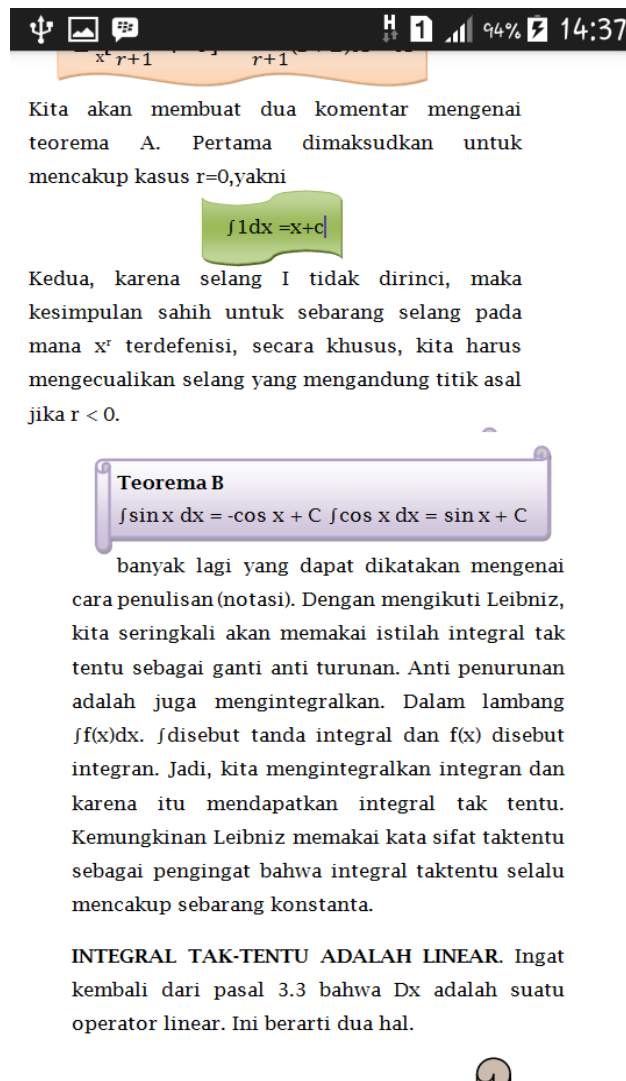 H 1 94% 14:37
x r+1 r+1
Kita akan membuat dua komentar mengenai
teorema A. Pertama dimaksudkan untuk
mencakup kasus r=0,yakni
∫1dx =x+c
Kedua, karena selang I tidak dirinci, maka
kesimpulan sahih untuk sebarang selang pada
mana xʳ terdefenisi, secara khusus, kita harus
mengecualikan selang yang mengandung titik asal
jika r < 0.
Teorema B
∫sin x dx = -cos x + C ∫cos x dx = sin x + C
banyak lagi yang dapat dikatakan mengenai
cara penulisan (notasi). Dengan mengikuti Leibniz,
kita seringkali akan memakai istilah integral tak
tentu sebagai ganti anti turunan. Anti penurunan
adalah juga mengintegralkan. Dalam lambang
∫f(x)dx. ∫disebut tanda integral dan f(x) disebut
integran. Jadi, kita mengintegralkan integran dan
karena itu mendapatkan integral tak tentu.
Kemungkinan Leibniz memakai kata sifat taktentu
sebagai pengingat bahwa integral taktentu selalu
mencakup sebarang konstanta.
INTEGRAL TAK-TENTU ADALAH LINEAR. Ingat
kembali dari pasal 3.3 bahwa Dx adalah suatu
operator linear. Ini berarti dua hal.